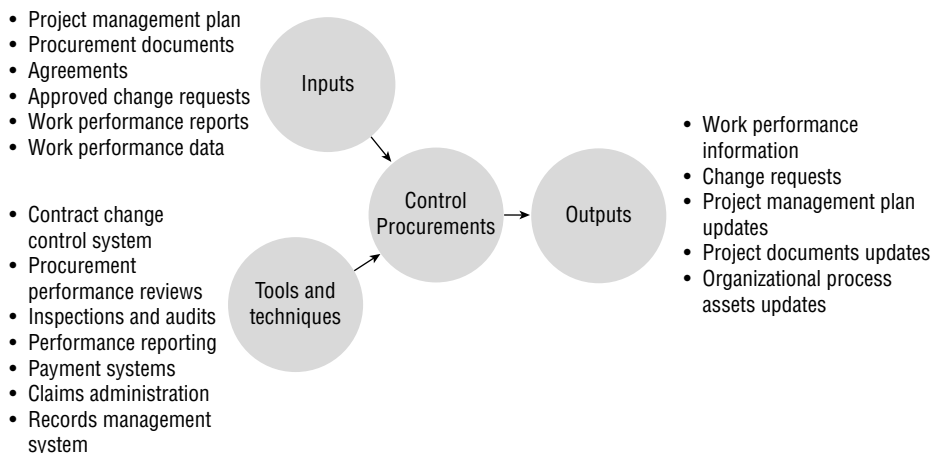 • Project management plan
• Procurement documents
• Agreements
• Approved change requests
• Work performance reports
• Work performance data
Inputs
• Contract change
control system
• Procurement
performance reviews
• Inspections and audits
• Performance reporting
• Payment systems
• Claims administration
• Records management
system
Tools and
techniques
Control
Procurements
Outputs
• Work performance
information
• Change requests
• Project management plan
updates
• Project documents updates
• Organizational process
assets updates